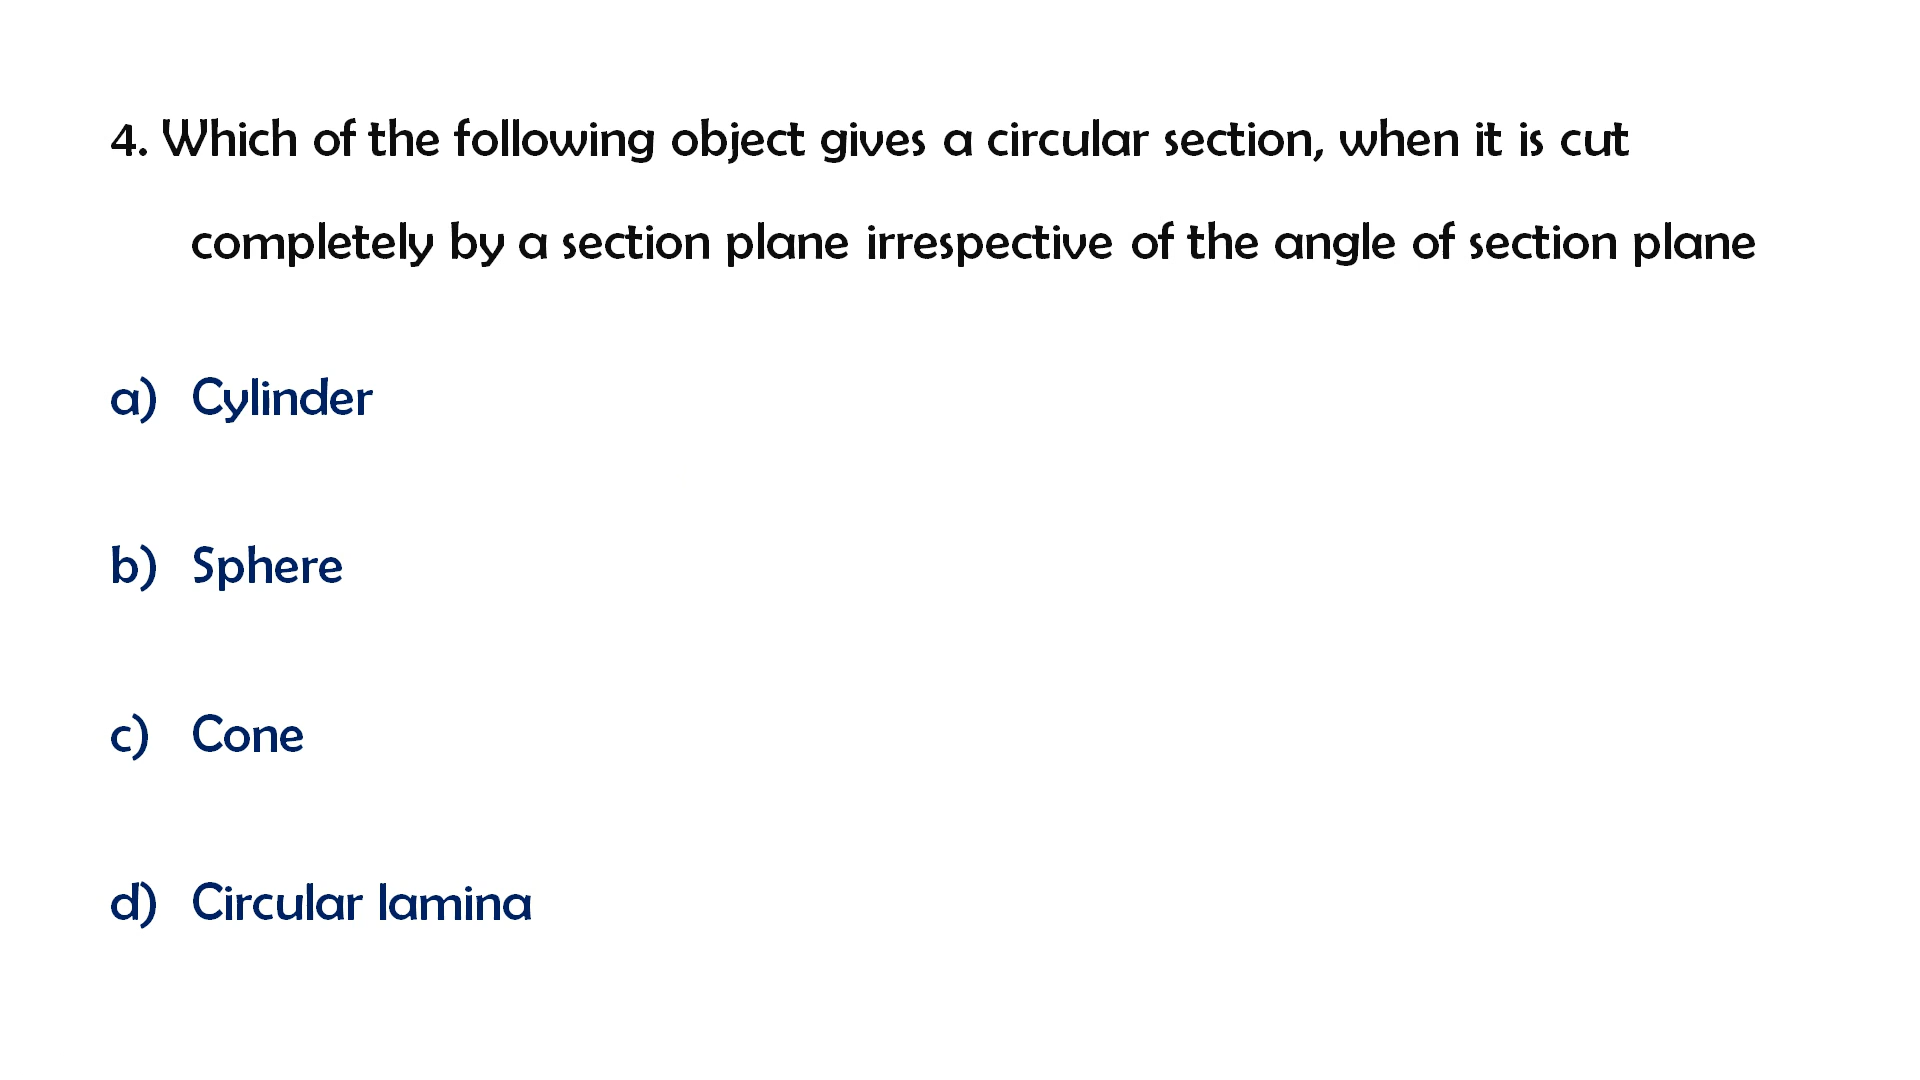 4. Which of the following object gives a circular section, when it is cut
completely by a section plane irrespective of the angle of section plane
a) Cylinder
b) Sphere
c) Cone
d) Circular lamina